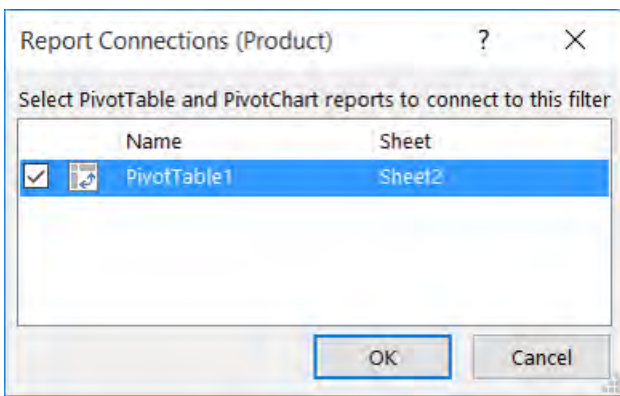 Report Connections (Product)
Select PivotTable and PivotChart reports to connect to this filter
Name Sheet
PivotTable1 Sheet2
OK Cancel